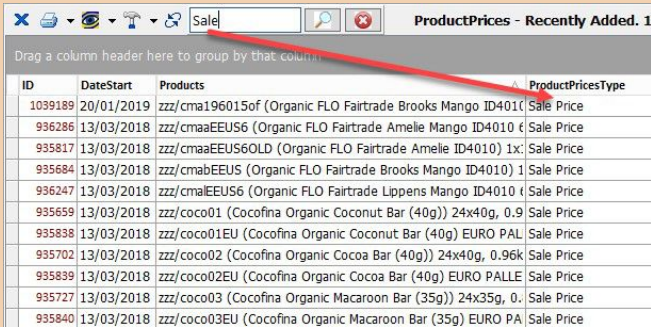 Sale
ProductPrices - Recently Added. 1
Drag a column header here to group by that column
ID DateStart Products ProductPricesType
1039189 20/01/2019 zzz/cma196015of (Organic FLO Fairtrade Brooks Mango ID4010 Sale Price
936286 13/03/2018 zzz/cmaaEEUS6 (Organic FLO Fairtrade Amelie Mango ID4010 6 Sale Price
935817 13/03/2018 zzz/cmaaEEUS6OLD (Organic FLO Fairtrade Amelie ID4010) 1x Sale Price
935684 13/03/2018 zzz/cmabEEUS (Organic FLO Fairtrade Brooks Mango ID4010) 1 Sale Price
936247 13/03/2018 zzz/cmalEEUS6 (Organic FLO Fairtrade Lippens Mango ID4010 6 Sale Price
935659 13/03/2018 zzz/coco01 (Cocofina Organic Coconut Bar (40g)) 24x40g, 0.9 Sale Price
935838 13/03/2018 zzz/coco01EU (Cocofina Organic Coconut Bar (40g) EURO PAL Sale Price
935702 13/03/2018 zzz/coco02 (Cocofina Organic Cocoa Bar (40g)) 24x40g, 0.96k Sale Price
935839 13/03/2018 zzz/coco02EU (Cocofina Organic Cocoa Bar (40g) EURO PALLE Sale Price
935727 13/03/2018 zzz/coco03 (Cocofina Organic Macaroon Bar (35g)) 24x35g, 0. Sale Price
935840 13/03/2018 zzz/coco03EU (Cocofina Organic Macaroon Bar (35g) EURO PA Sale Price